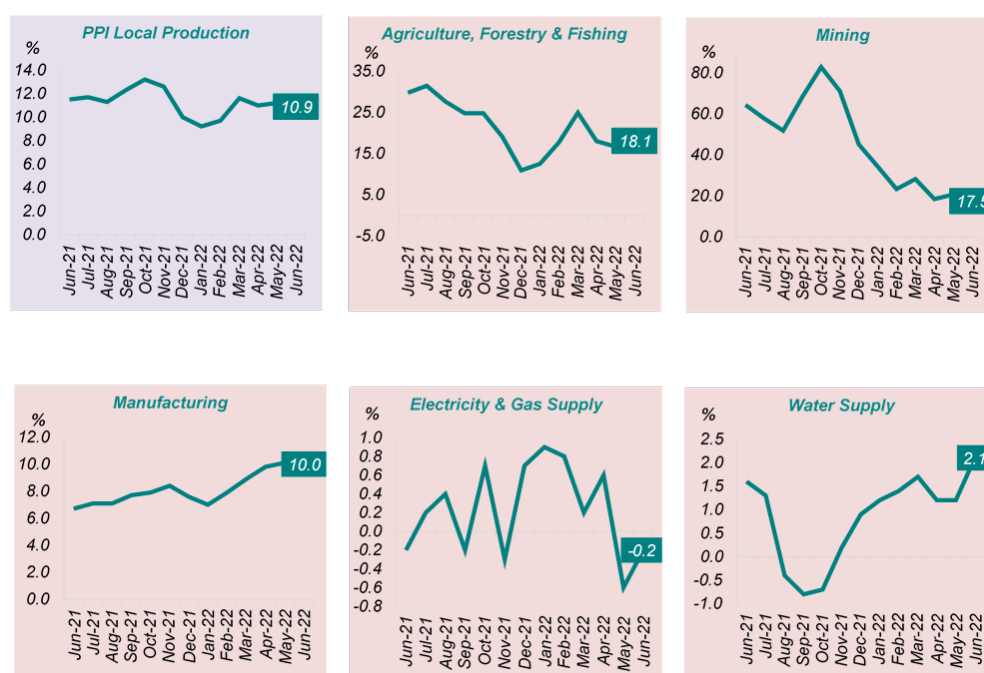 PPI Local Production
%
14.0
12.0
10.0
8.0
6.0
4.0
2.0
0.0
10.9
Jun-21
Jul-21
Aug-21
Sep-21
Oct-21
Nov-21
Dec-21
Jan-22
Feb-22
Mar-22
Apr-22
May-22
Jun-22
Agriculture, Forestry & Fishing
%
35.0
25.0
15.0
5.0
-5.0
18.1
Jun-21
Jul-21
Aug-21
Sep-21
Oct-21
Nov-21
Dec-21
Jan-22
Feb-22
Mar-22
Apr-22
May-22
Jun-22
Mining
%
80.0
60.0
40.0
20.0
0.0
17.5
Jun-21
Jul-21
Aug-21
Sep-21
Oct-21
Nov-21
Dec-21
Jan-22
Feb-22
Mar-22
Apr-22
May-22
Jun-22
Manufacturing
%
12.0
10.0
8.0
6.0
4.0
2.0
0.0
10.0
Jun-21
Jul-21
Aug-21
Sep-21
Oct-21
Nov-21
Dec-21
Jan-22
Feb-22
Mar-22
Apr-22
May-22
Jun-22
Electricity & Gas Supply
%
1.0
0.8
0.6
0.4
0.2
0.0
-0.2
-0.4
-0.6
-0.8
-0.2
Jun-21
Jul-21
Aug-21
Sep-21
Oct-21
Nov-21
Dec-21
Jan-22
Feb-22
Mar-22
Apr-22
May-22
Jun-22
Water Supply
%
2.5
2.0
1.5
1.0
0.5
0.0
-0.5
-1.0
2.1
Jun-21
Jul-21
Aug-21
Sep-21
Oct-21
Nov-21
Dec-21
Jan-22
Feb-22
Mar-22
Apr-22
May-22
Jun-22